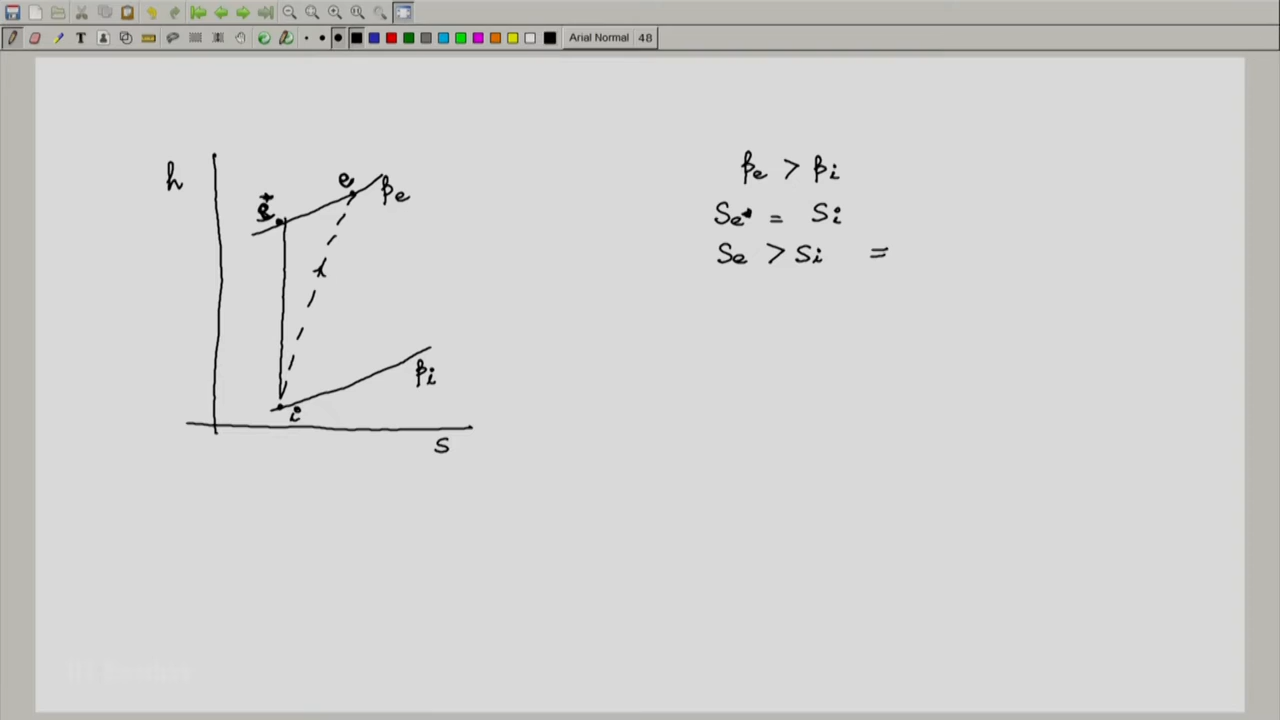 Arial Normal 48
h
e*
e
pe
pi
i
s
pe > pi
Se* = Si
Se > Si =